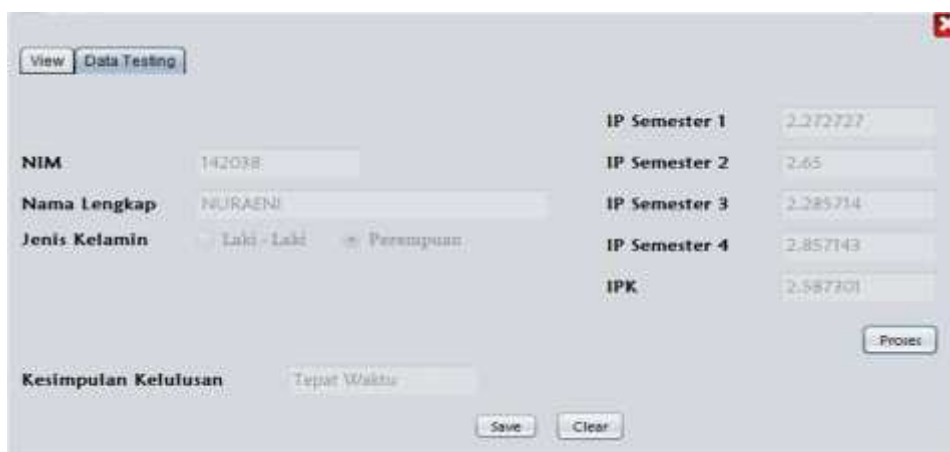 View Data Testing
IP Semester 1 2.272727
NIM 142038 IP Semester 2 2.65
Nama Lengkap NURAENI IP Semester 3 2.285714
Jenis Kelamin Laki - Laki Perempuan IP Semester 4 2.857143
IPK 2.587301
Proses
Kesimpulan Kelulusan Tepat Waktu
Save Clear